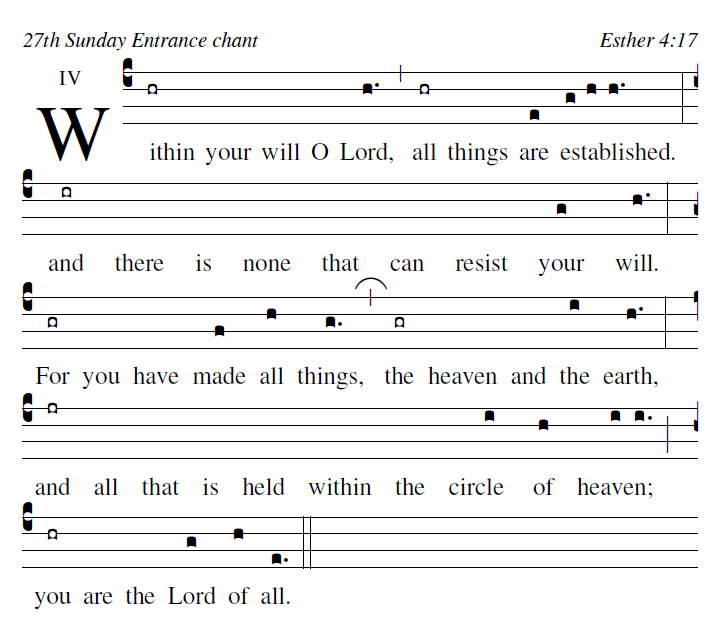 27th Sunday Entrance chant Esther 4:17
IV
Within your will O Lord, all things are established.
and there is none that can resist your will.
For you have made all things, the heaven and the earth,
and all that is held within the circle of heaven;
you are the Lord of all.